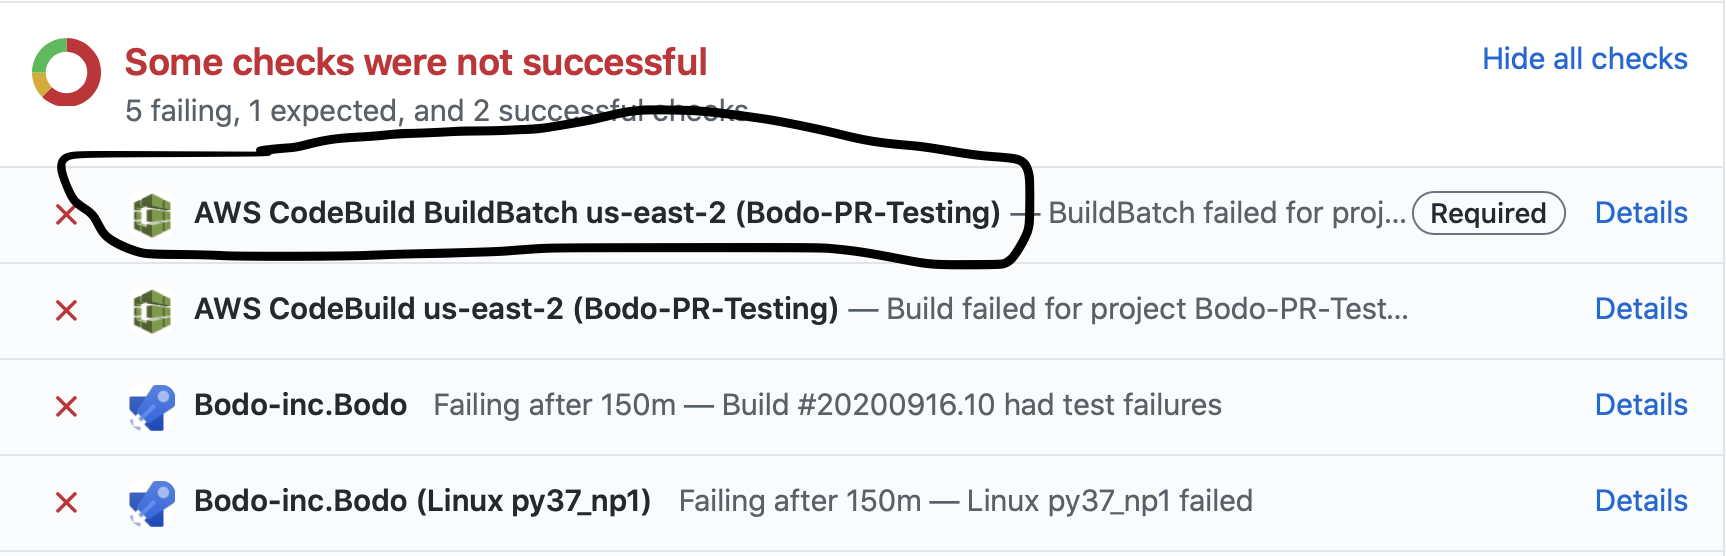 Some checks were not successful
Hide all checks
5 failing, 1 expected, and 2 successful checks
AWS CodeBuild BuildBatch us-east-2 (Bodo-PR-Testing) — BuildBatch failed for proj... Required Details
AWS CodeBuild us-east-2 (Bodo-PR-Testing) — Build failed for project Bodo-PR-Test... Details
Bodo-inc.Bodo Failing after 150m — Build #20200916.10 had test failures Details
Bodo-inc.Bodo (Linux py37_np1) Failing after 150m — Linux py37_np1 failed Details